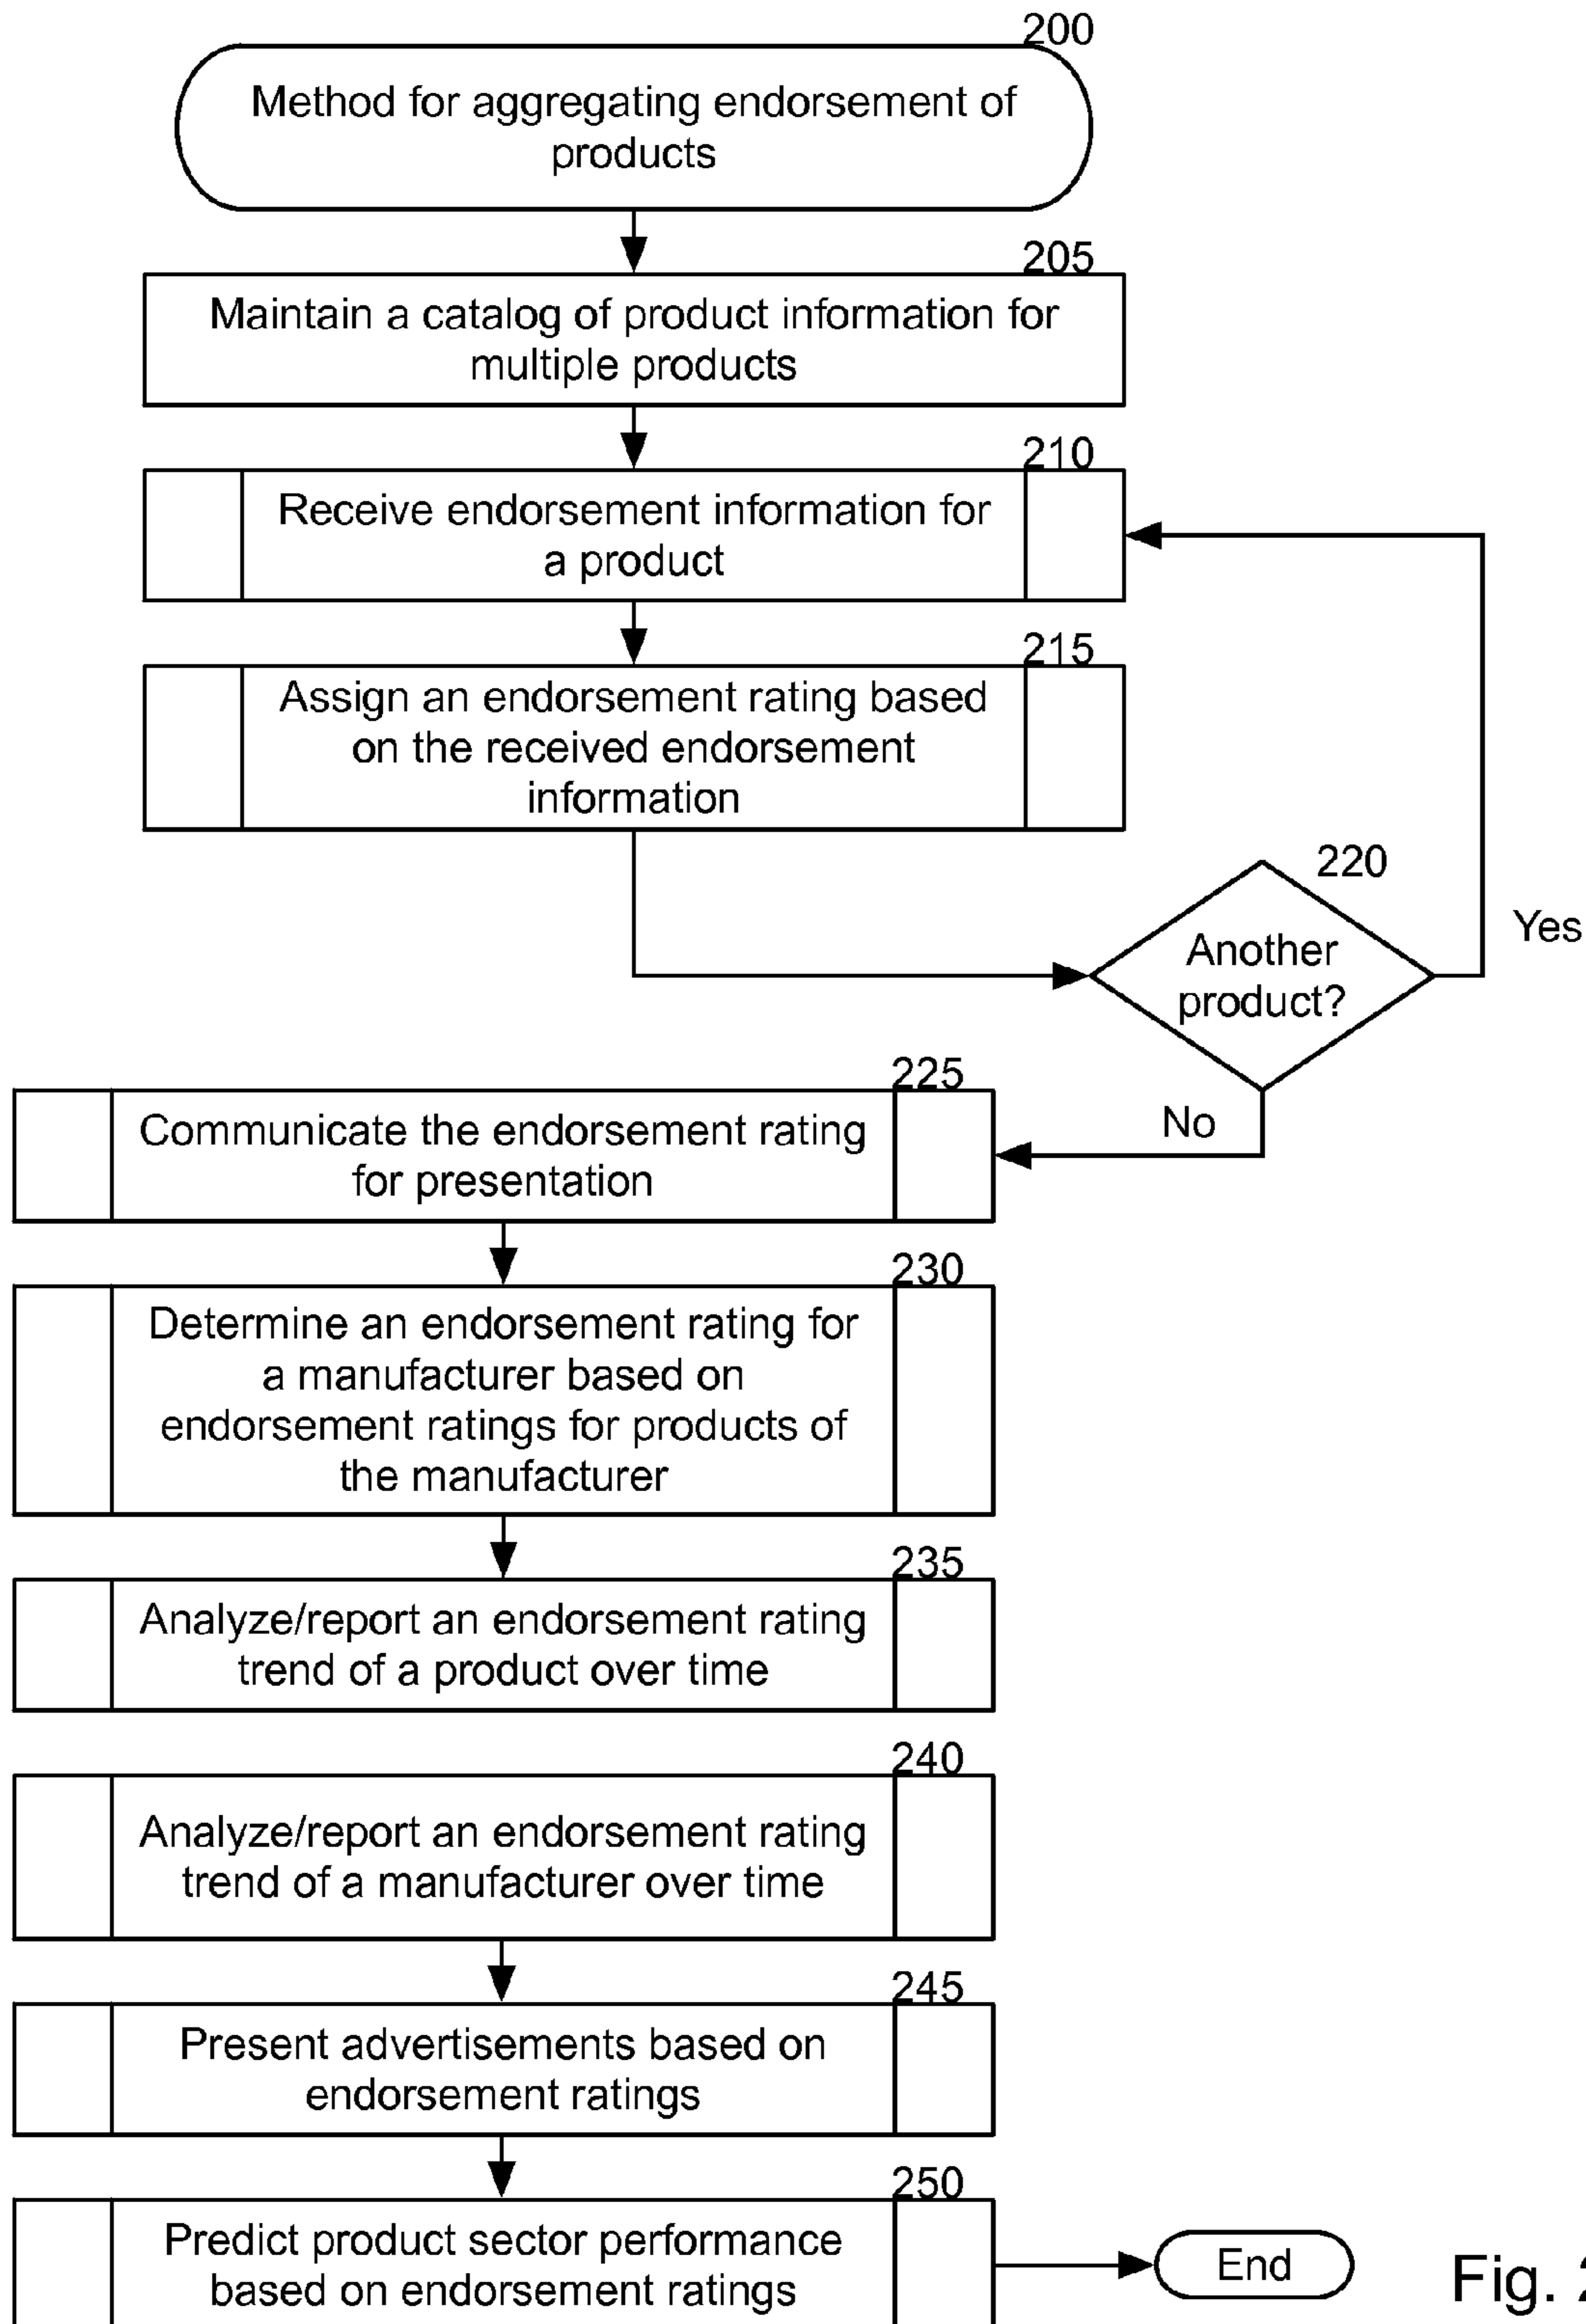 200
Method for aggregating endorsement of
products
205
Maintain a catalog of product information for
multiple products
210
Receive endorsement information for
a product
215
Assign an endorsement rating based
on the received endorsement
information
220
Another
product?
Yes
No
225
Communicate the endorsement rating
for presentation
230
Determine an endorsement rating for
a manufacturer based on
endorsement ratings for products of
the manufacturer
235
Analyze/report an endorsement rating
trend of a product over time
240
Analyze/report an endorsement rating
trend of a manufacturer over time
245
Present advertisements based on
endorsement ratings
250
Predict product sector performance
based on endorsement ratings
End
Fig. 2